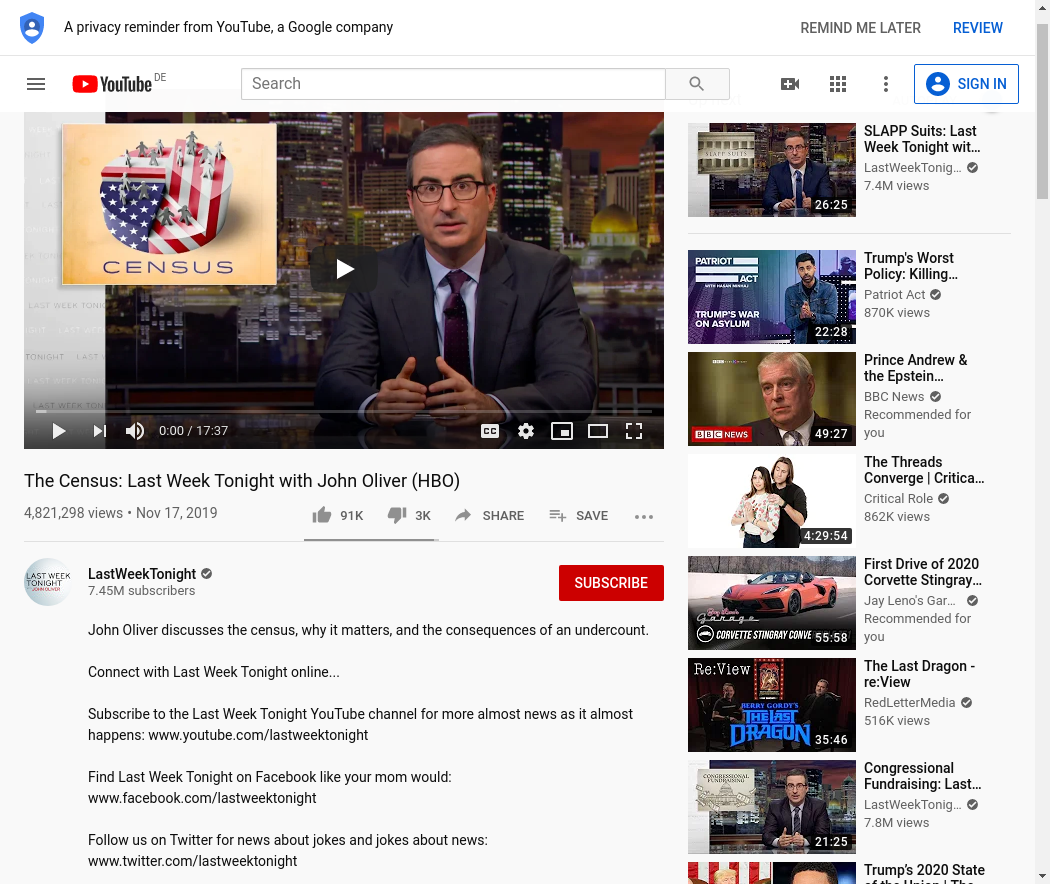 A privacy reminder from YouTube, a Google company
REMIND ME LATER
REVIEW
YouTube DE
Search
SIGN IN
CENSUS
LAST WEEK TONIGHT
0:00 / 17:37
CC
The Census: Last Week Tonight with John Oliver (HBO)
4,821,298 views • Nov 17, 2019
91K
3K
SHARE
SAVE
LAST WEEK
TONIGHT
JOHN OLIVER
LastWeekTonight
7.45M subscribers
SUBSCRIBE
John Oliver discusses the census, why it matters, and the consequences of an undercount.
Connect with Last Week Tonight online...
Subscribe to the Last Week Tonight YouTube channel for more almost news as it almost
happens: www.youtube.com/lastweektonight
Find Last Week Tonight on Facebook like your mom would:
www.facebook.com/lastweektonight
Follow us on Twitter for news about jokes and jokes about news:
www.twitter.com/lastweektonight
SLAPP SUITS
26:25
SLAPP Suits: Last
Week Tonight wit...
LastWeekTonig...
7.4M views
PATRIOT
ACT
WITH HASAN MINHAJ
TRUMP'S WAR
ON ASYLUM
22:28
Trump's Worst
Policy: Killing...
Patriot Act
870K views
BBC NEWS
49:27
Prince Andrew &
the Epstein...
BBC News
Recommended for
you
4:29:54
The Threads
Converge | Critica...
Critical Role
862K views
Jay Leno's
Garage
CORVETTE STINGRAY CONVE
55:58
First Drive of 2020
Corvette Stingray...
Jay Leno's Gar...
Recommended for
you
Re:View
BERRY GORDY'S
THE LAST
DRAGON
35:46
The Last Dragon -
re:View
RedLetterMedia
516K views
CONGRESSIONAL
FUNDRAISING
21:25
Congressional
Fundraising: Last...
LastWeekTonig...
7.8M views
Trump's 2020 State
of the Union | The